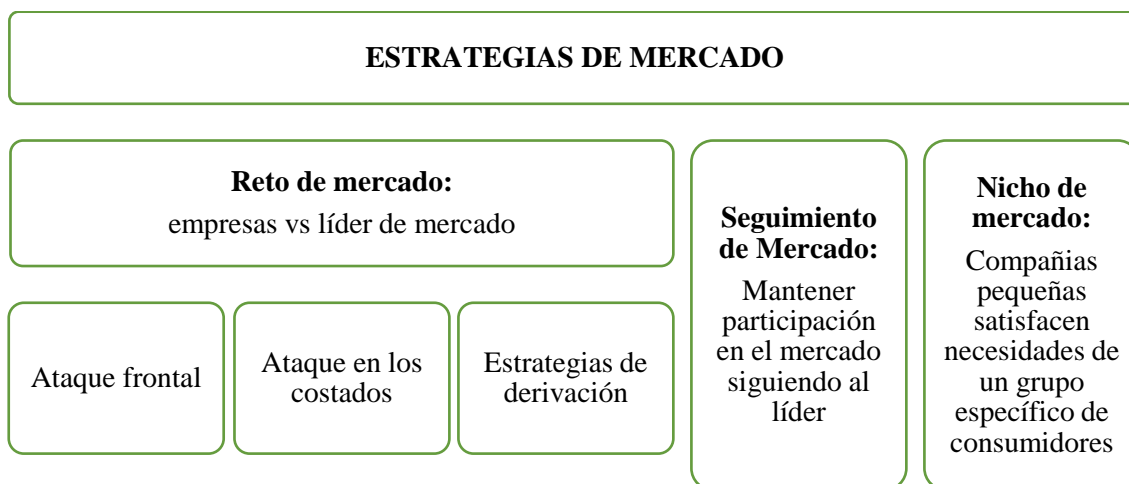 ESTRATEGIAS DE MERCADO
Reto de mercado:
empresas vs líder de mercado
Ataque frontal
Ataque en los
costados
Estrategias de
derivación
Seguimiento
de Mercado:
Mantener
participación
en el mercado
siguiendo al
líder
Nicho de
mercado:
Compañias
pequeñas
satisfacen
necesidades de
un grupo
específico de
consumidores